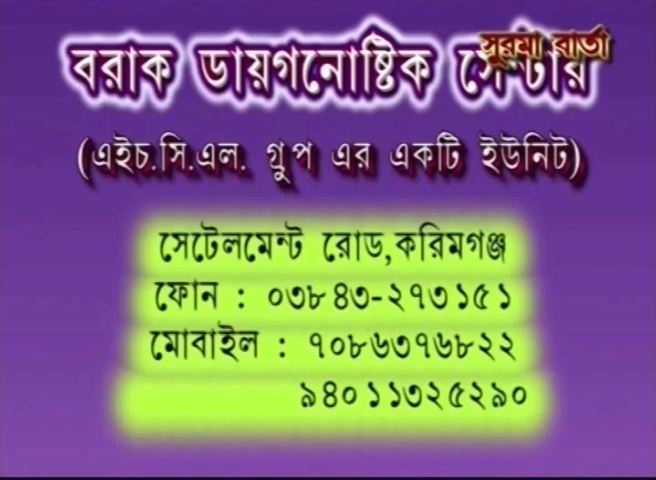 সুরমা বার্তা
বরাক ডায়গনোষ্টিক সেন্টার
(এইচ.সি.এল. গ্রুপ এর একটি ইউনিট)
সেটেলমেন্ট রোড,করিমগঞ্জ
ফোন : ০৩৮৪৩-২৭৩১৫১
মোবাইল : ৭০৮৬৩৭৬৮২২
৯৪০১১৩২৫২৯০